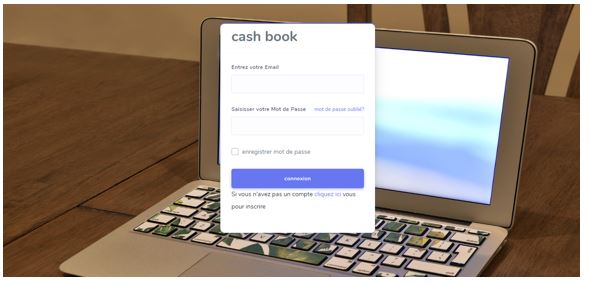 cash book
Entrez votre Email
Saisisser votre Mot de Passe mot de passe oublié?
enregistrer mot de passe
connexion
Si vous n'avez pas un compte cliquez ici vous
pour inscrire